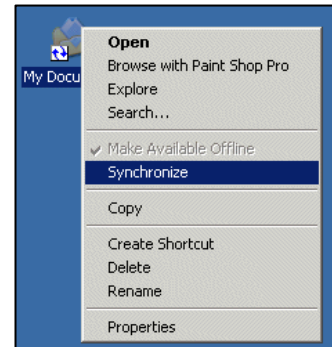 My Docu
Open
Browse with Paint Shop Pro
Explore
Search...
Make Available Offline
Synchronize
Copy
Create Shortcut
Delete
Rename
Properties